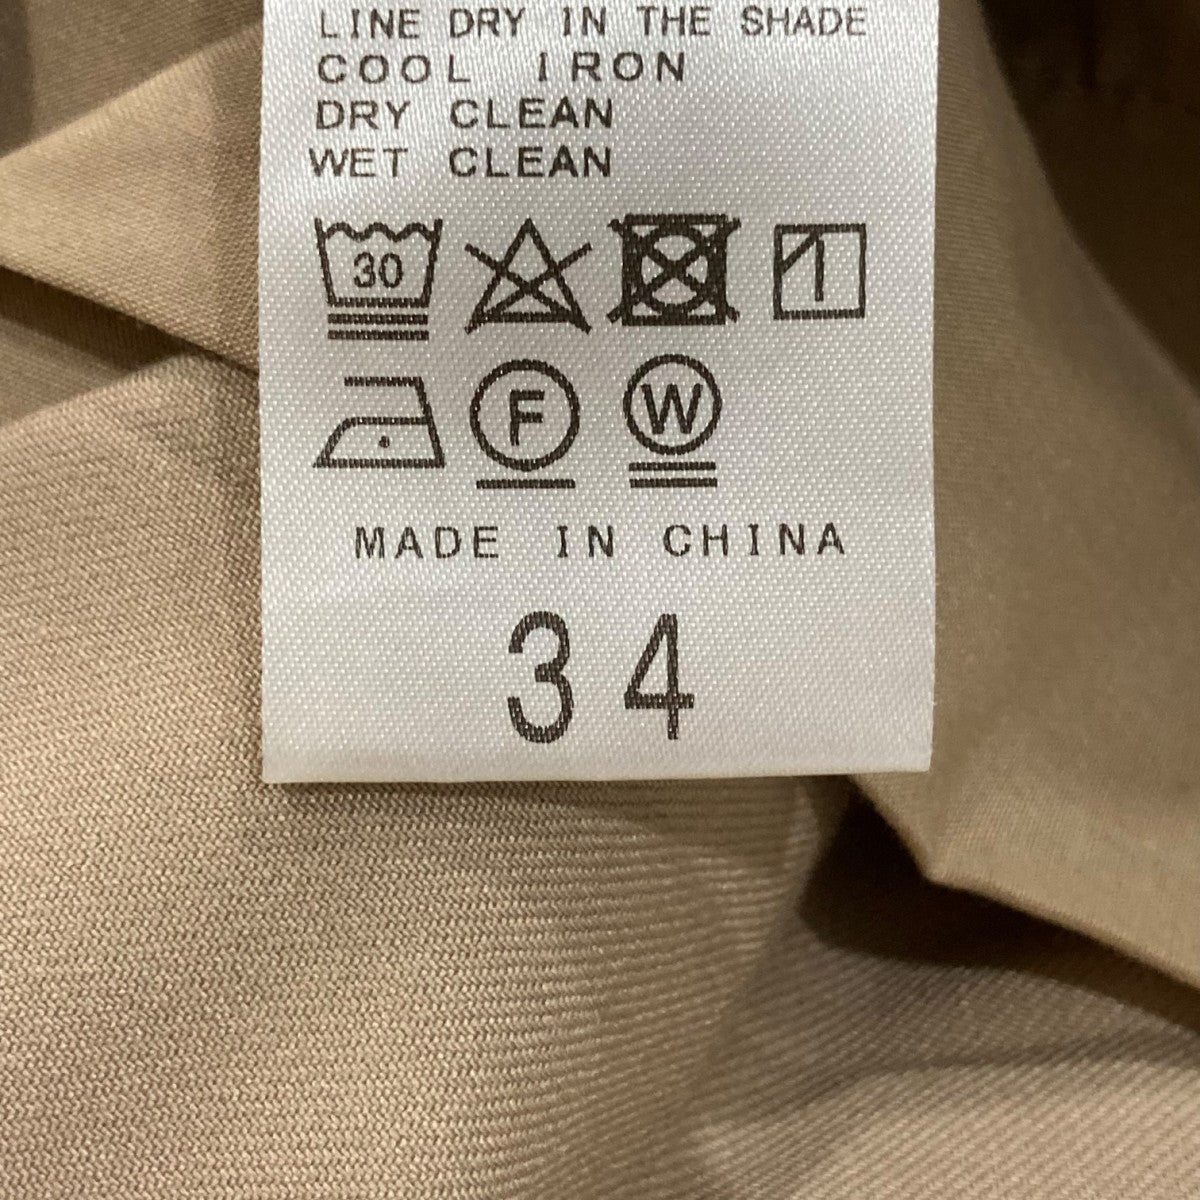 LINE DRY IN THE SHADE
COOL IRON
DRY CLEAN
WET CLEAN
30
F W
MADE IN CHINA
34